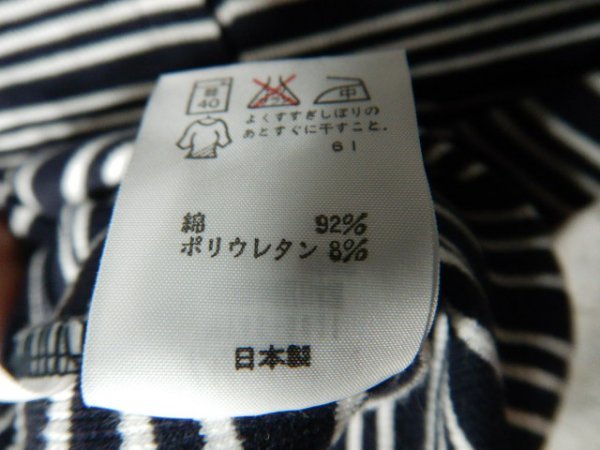 40 中
よくすすぎしぼりの
あとすぐに干すこと.
61
綿 92%
ポリウレタン 8%
日本製